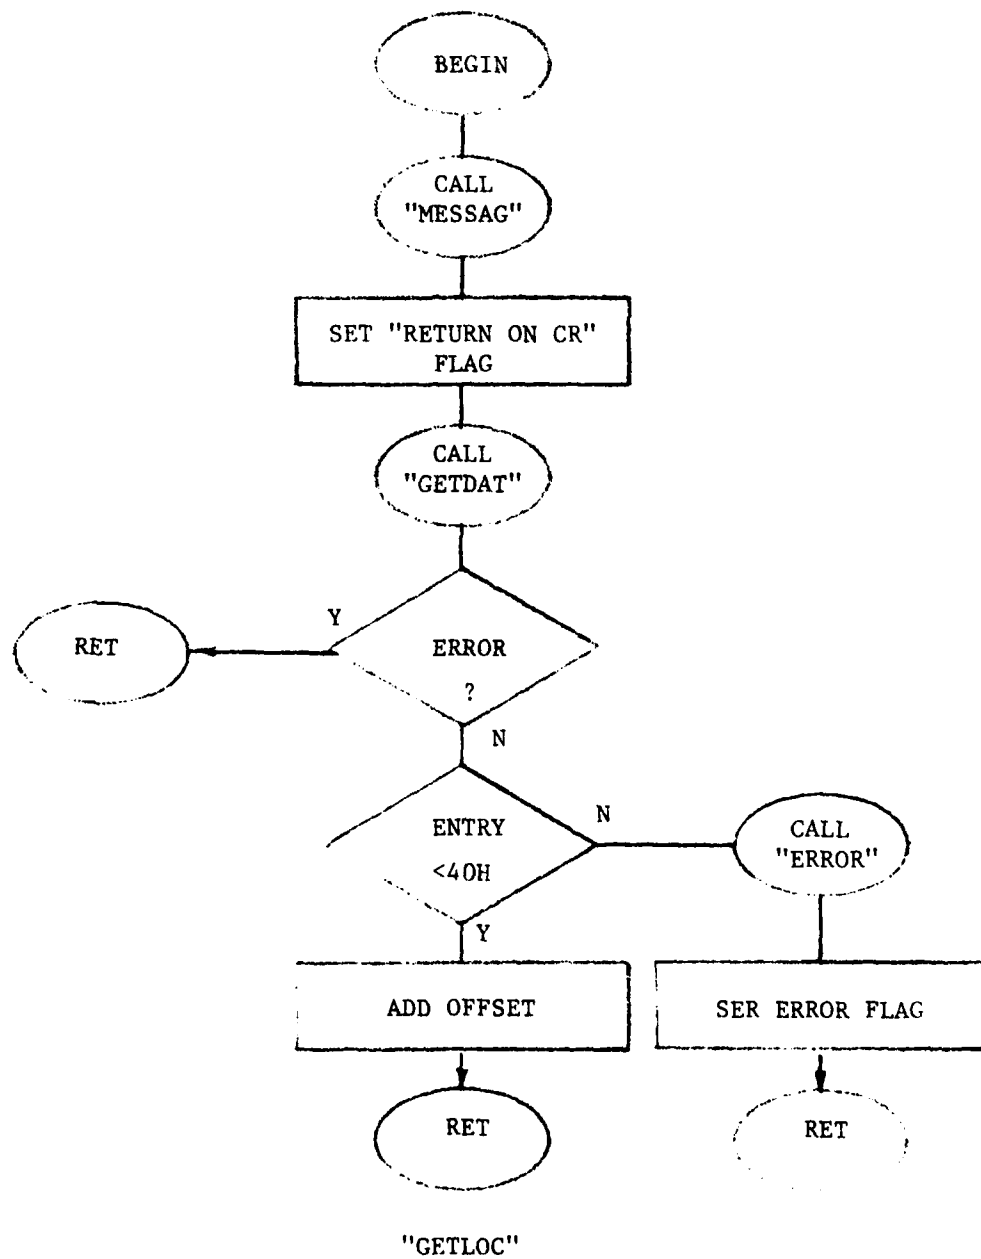 BEGIN
CALL
"MESSAG"
SET "RETURN ON CR"
FLAG
CALL
"GETDAT"
Y
RET
ERROR
?
N
ENTRY
<40H
N
CALL
"ERROR"
Y
ADD OFFSET
SER ERROR FLAG
RET
RET
"GETLOC"